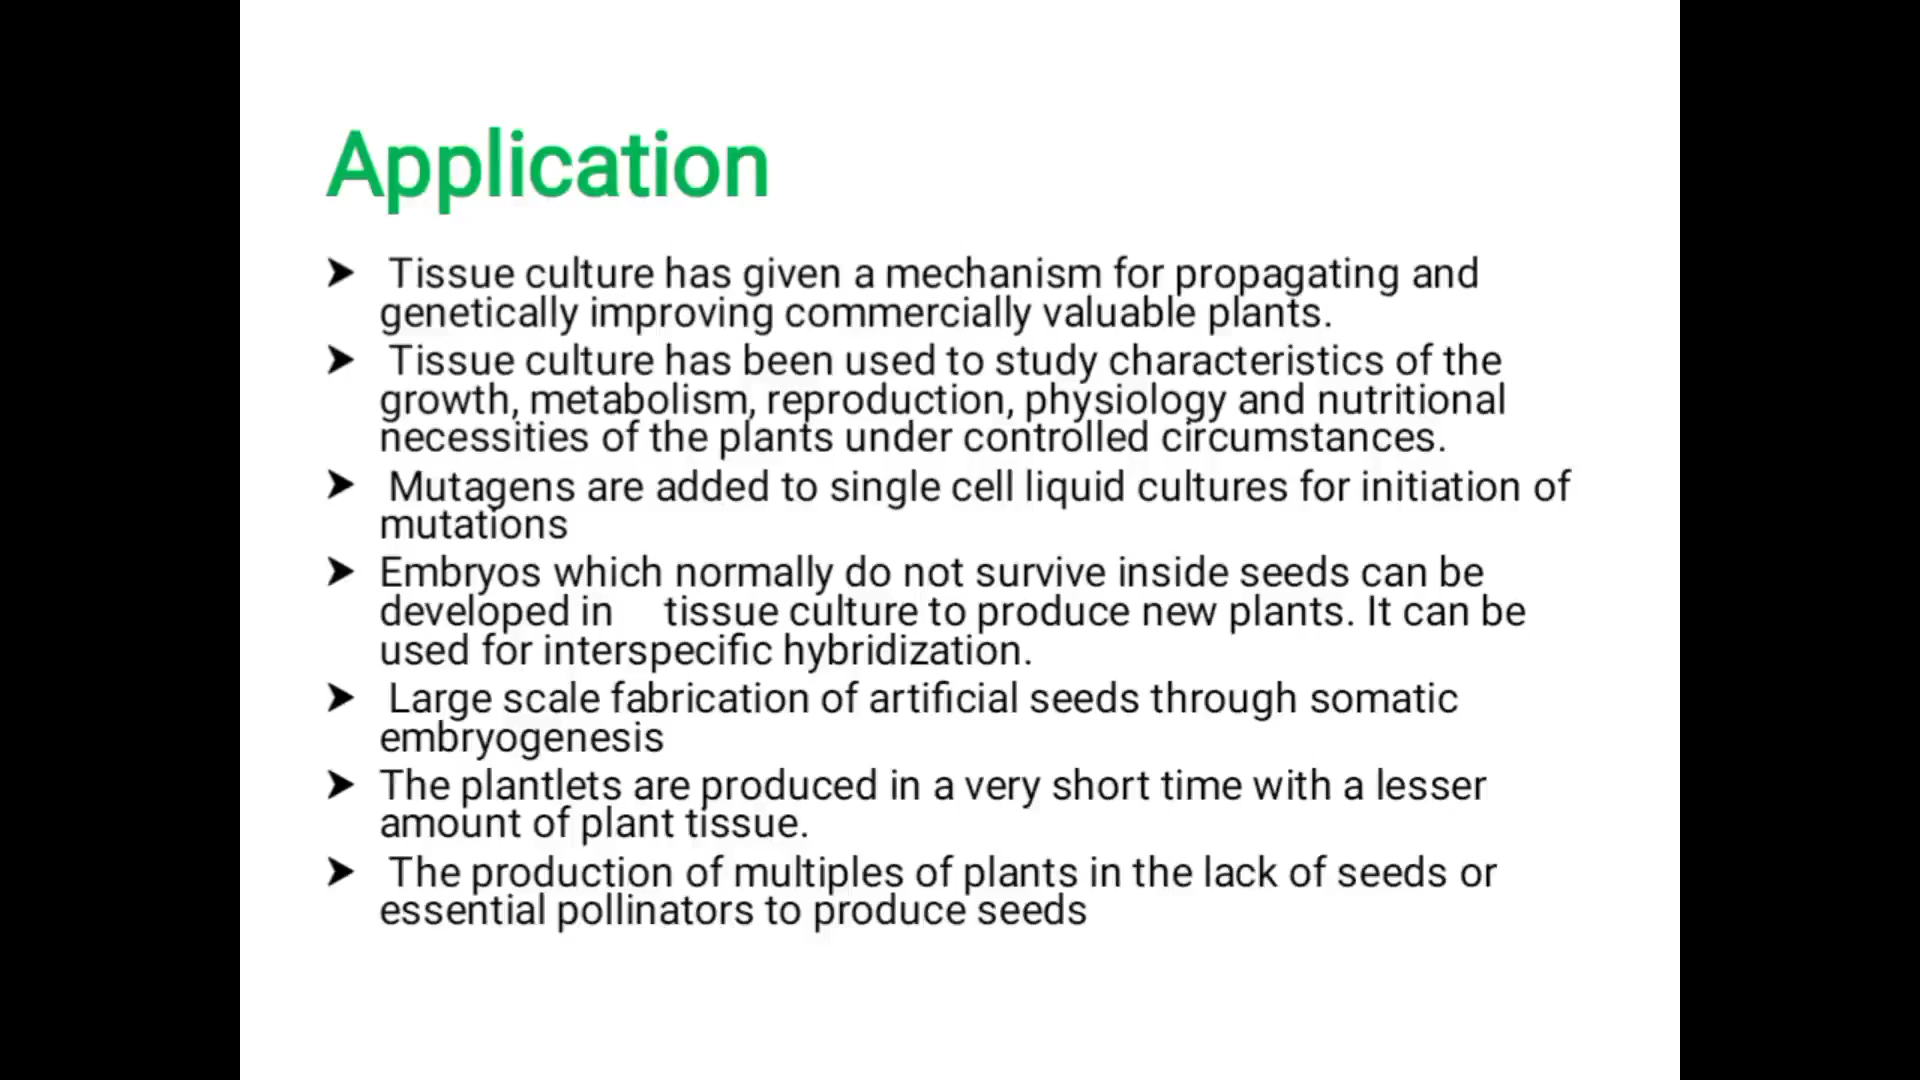 Application
➤ Tissue culture has given a mechanism for propagating and
genetically improving commercially valuable plants.
➤ Tissue culture has been used to study characteristics of the
growth, metabolism, reproduction, physiology and nutritional
necessities of the plants under controlled circumstances.
➤ Mutagens are added to single cell liquid cultures for initiation of
mutations
➤ Embryos which normally do not survive inside seeds can be
developed in tissue culture to produce new plants. It can be
used for interspecific hybridization.
➤ Large scale fabrication of artificial seeds through somatic
embryogenesis
➤ The plantlets are produced in a very short time with a lesser
amount of plant tissue.
➤ The production of multiples of plants in the lack of seeds or
essential pollinators to produce seeds